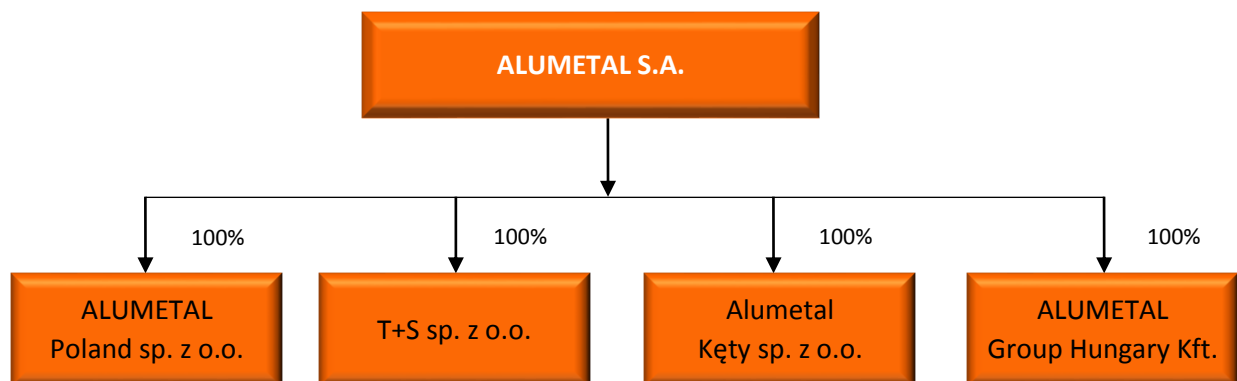 ALUMETAL S.A.
100%
100%
100%
100%
ALUMETAL
Poland sp. z o.o.
T+S sp. z o.o.
Alumetal
Kęty sp. z o.o.
ALUMETAL
Group Hungary Kft.